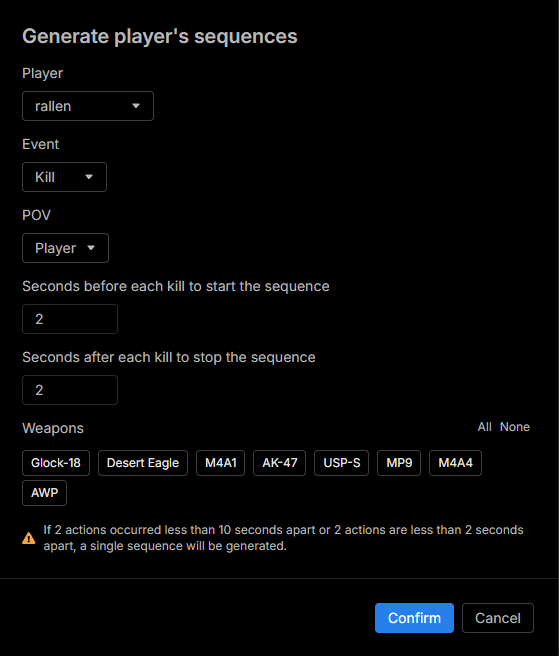 Generate player's sequences
Player
rallen
Event
Kill
POV
Player
Seconds before each kill to start the sequence
2
Seconds after each kill to stop the sequence
2
Weapons All None
Glock-18 Desert Eagle M4A1 AK-47 USP-S MP9 M4A4
AWP
If 2 actions occurred less than 10 seconds apart or 2 actions are less than 2 seconds
apart, a single sequence will be generated.
Confirm Cancel